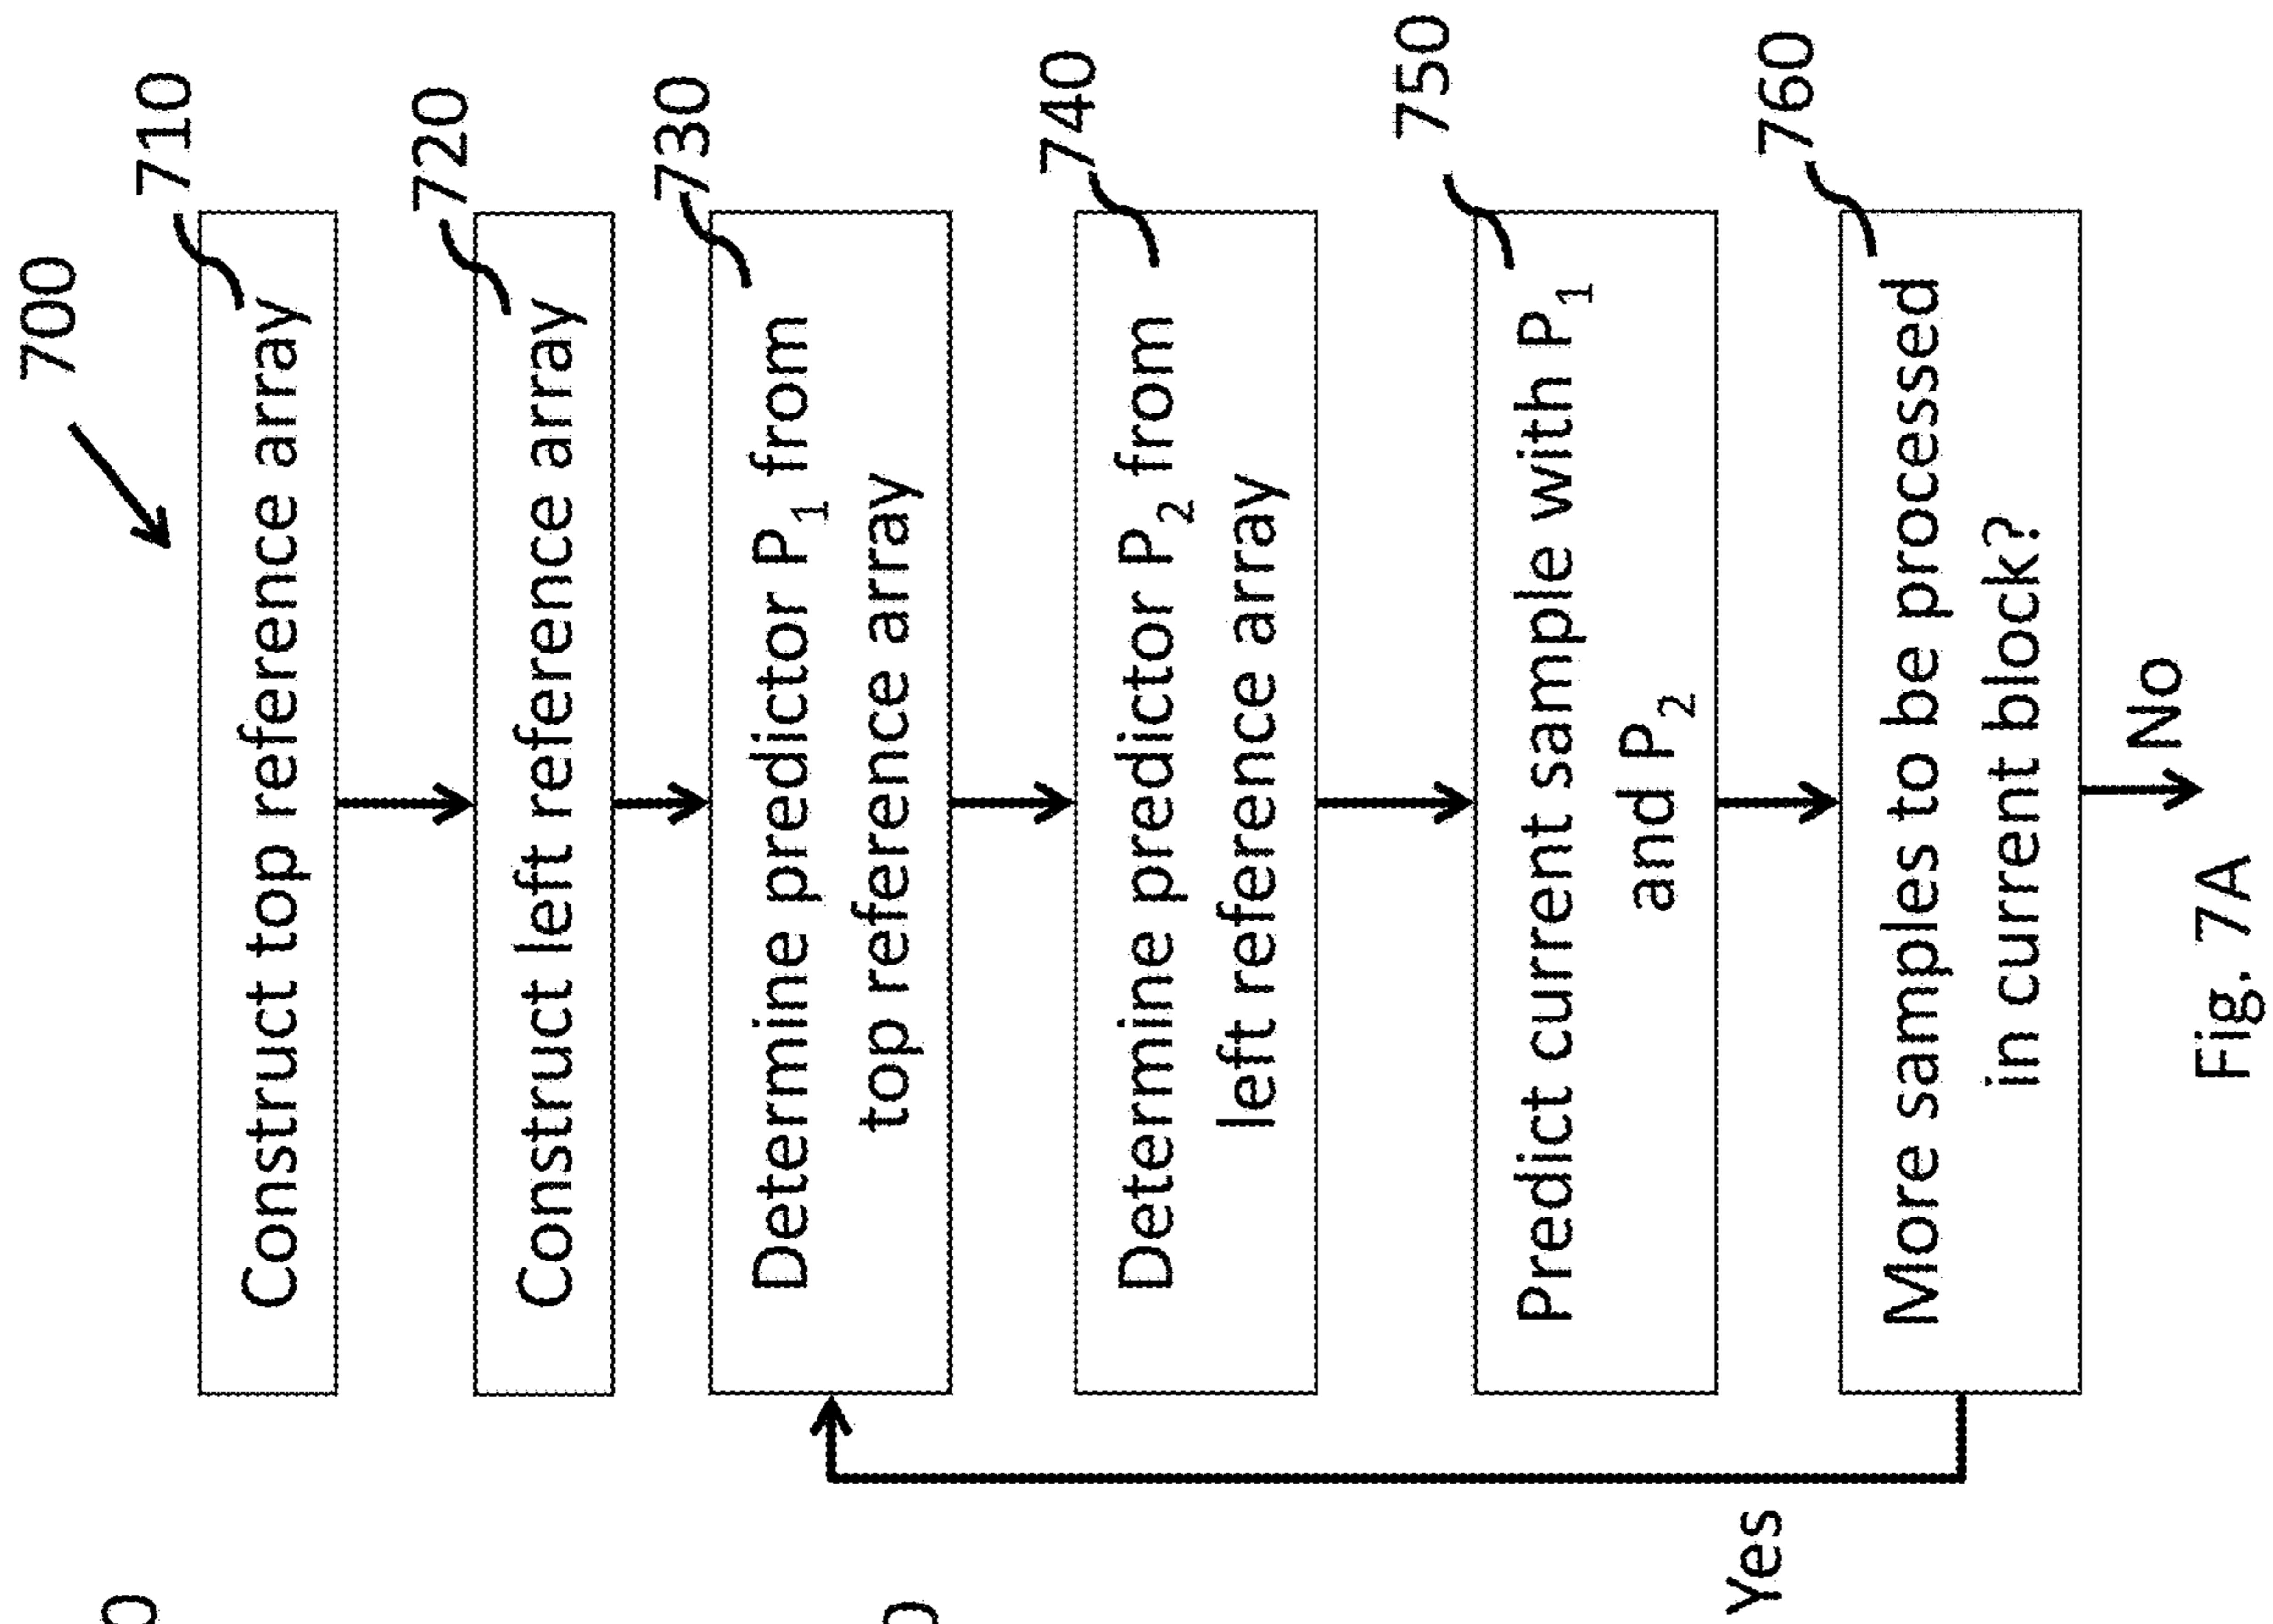 700
Construct top reference array
710
Construct left reference array
720
Determine predictor P₁ from
top reference array
730
Determine predictor P₂ from
left reference array
740
Predict current sample with P₁
and P₂
750
More samples to be processed
in current block?
760
Yes
No
Fig. 7A